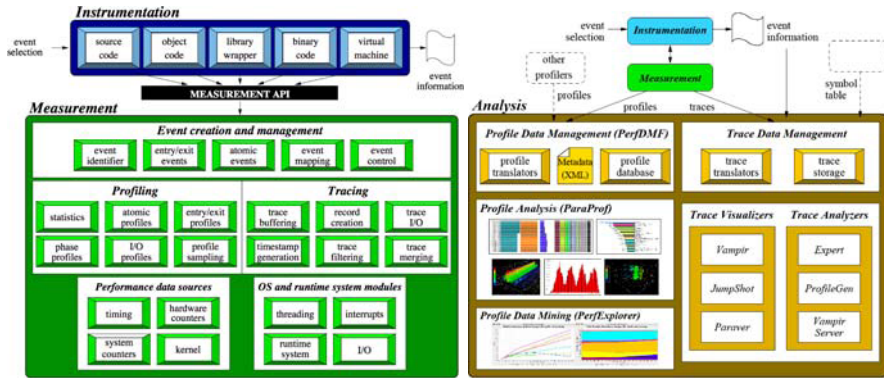 Instrumentation
event
selection
source
code
object
code
library
wrapper
binary
code
virtual
machine
event
information
MEASUREMENT API
Measurement
Event creation and management
event
identifier
entry/exit
events
atomic
events
event
mapping
event
control
Profiling
statistics
atomic
profiles
entry/exit
profiles
phase
profiles
I/O
profiles
profile
sampling
Tracing
trace
buffering
record
creation
trace
I/O
timestamp
generation
trace
filtering
trace
merging
Performance data sources
timing
hardware
counters
system
counters
kernel
OS and runtime system modules
threading
interrupts
runtime
system
I/O
event
selection
Instrumentation
event
information
other
profilers
Measurement
symbol
table
profiles
profiles
traces
Analysis
Profile Data Management (PerfDMF)
profile
translators
Metadata
(XML)
profile
database
Trace Data Management
trace
translators
trace
storage
Profile Analysis (ParaProf)
Profile Data Mining (PerfExplorer)
Trace Visualizers
Vampir
JumpShot
Paraver
Trace Analyzers
Expert
ProfileGen
Vampir
Server